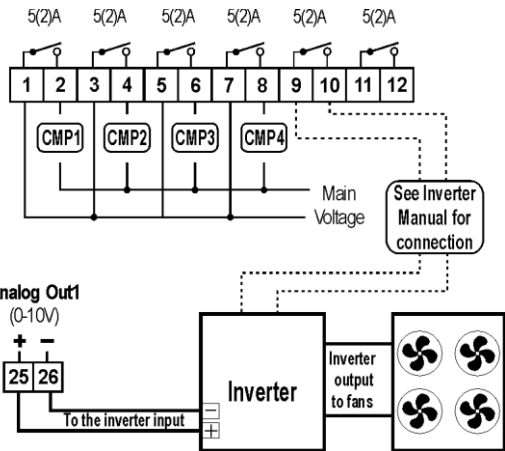 5(2)A 5(2)A 5(2)A 5(2)A 5(2)A 5(2)A
1 2 3 4 5 6 7 8 9 10 11 12
CMP1 CMP2 CMP3 CMP4
Main
Voltage
See Inverter
Manual for
connection
nalog Out1
(0-10V)
+ −
25 26
To the inverter input
−
+
Inverter
Inverter
output
to fans